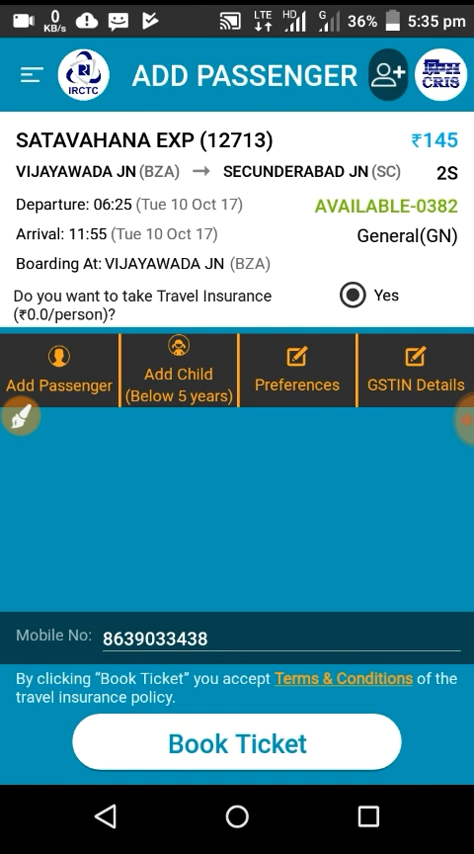 0 KB/s LTE HD G 36% 5:35 pm
IRCTC ADD PASSENGER CRIS
SATAVAHANA EXP (12713) ₹145
VIJAYAWADA JN (BZA) → SECUNDERABAD JN (SC) 2S
Departure: 06:25 (Tue 10 Oct 17) AVAILABLE-0382
Arrival: 11:55 (Tue 10 Oct 17) General(GN)
Boarding At: VIJAYAWADA JN (BZA)
Do you want to take Travel Insurance Yes
(₹0.0/person)?
Add Passenger
Add Child
(Below 5 years)
Preferences
GSTIN Details
Mobile No: 8639033438
By clicking "Book Ticket" you accept Terms & Conditions of the
travel insurance policy.
Book Ticket